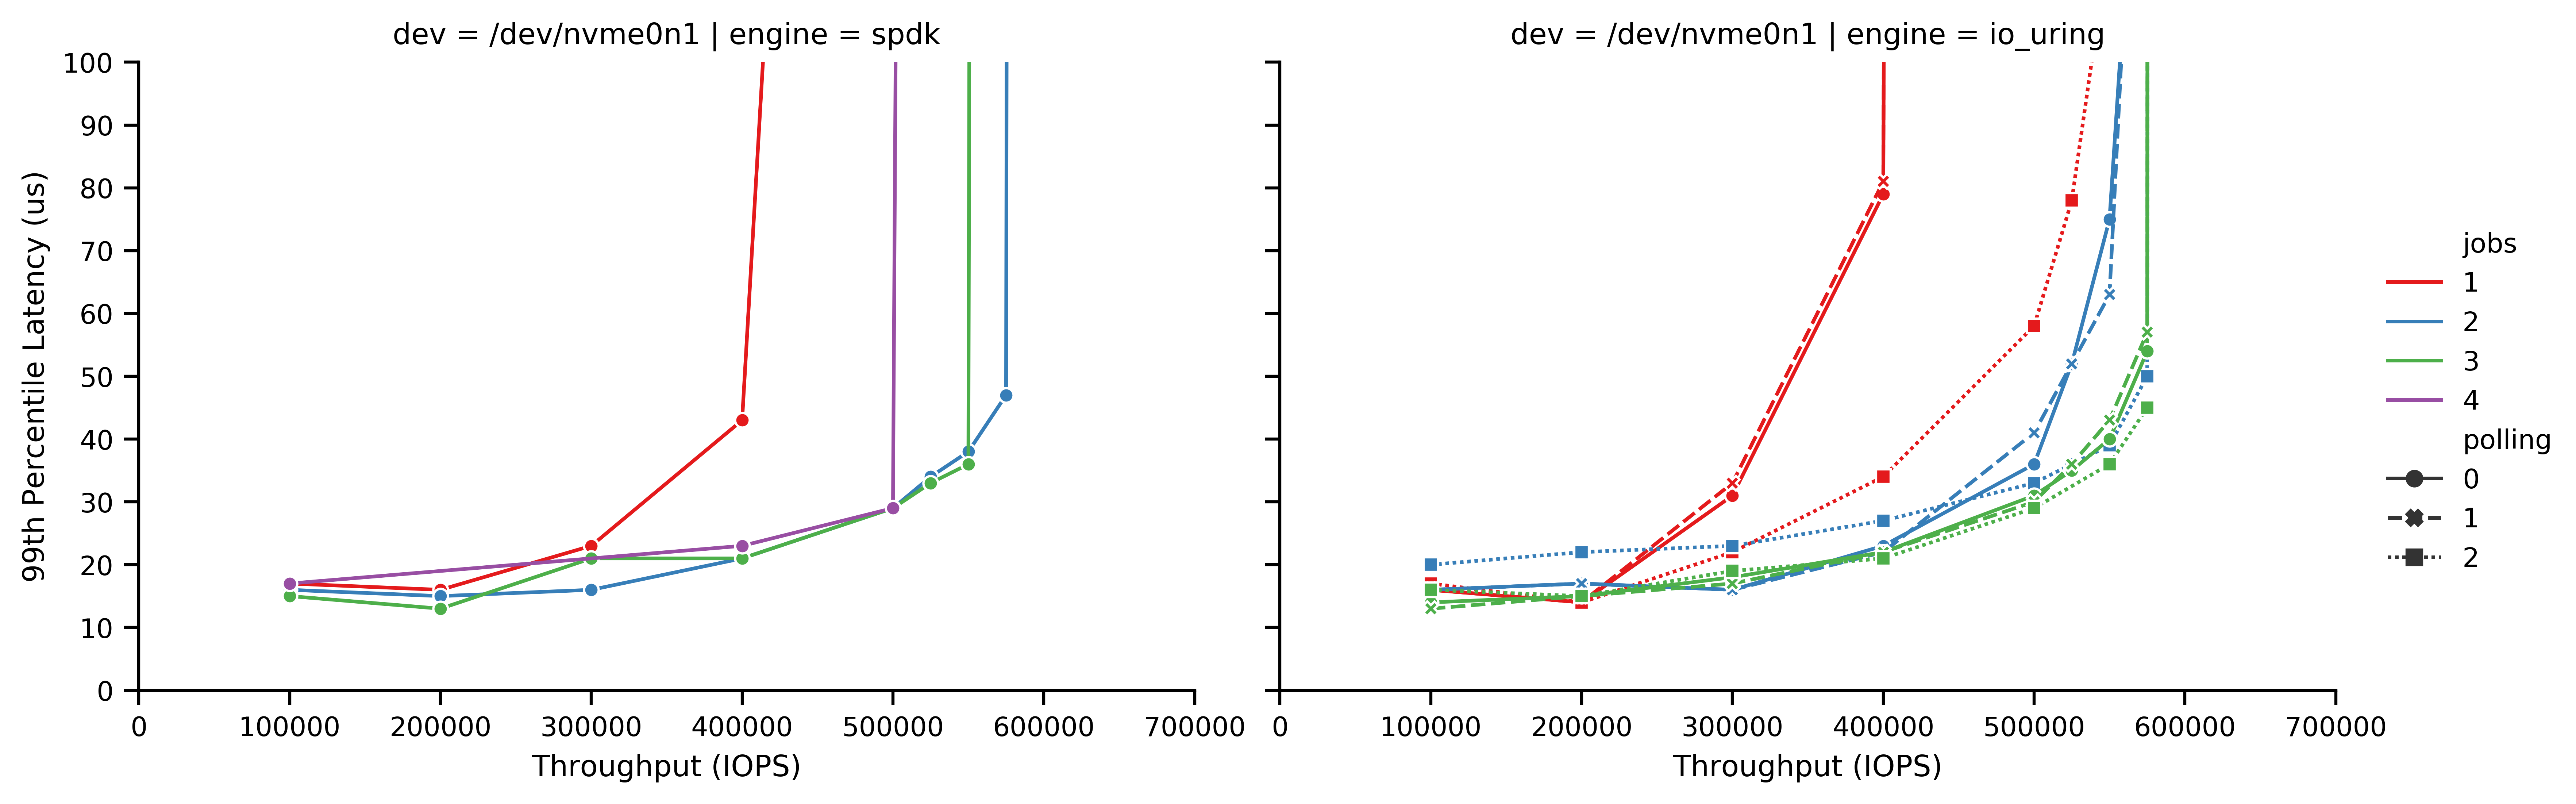 dev = /dev/nvme0n1 | engine = spdk
100
90
80
70
60
50
40
30
20
10
0
99th Percentile Latency (us)
0 100000 200000 300000 400000 500000 600000 700000
Throughput (IOPS)
dev = /dev/nvme0n1 | engine = io_uring
0 100000 200000 300000 400000 500000 600000 700000
Throughput (IOPS)
jobs
1
2
3
4
polling
0
1
2